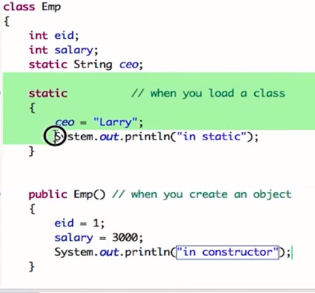 class Emp
{
int eid;
int salary;
static String ceo;
static // when you load a class
{
ceo = "Larry";
System.out.println("in static");
}
public Emp() // when you create an object
{
eid = 1;
salary = 3000;
System.out.println("in constructor");
}